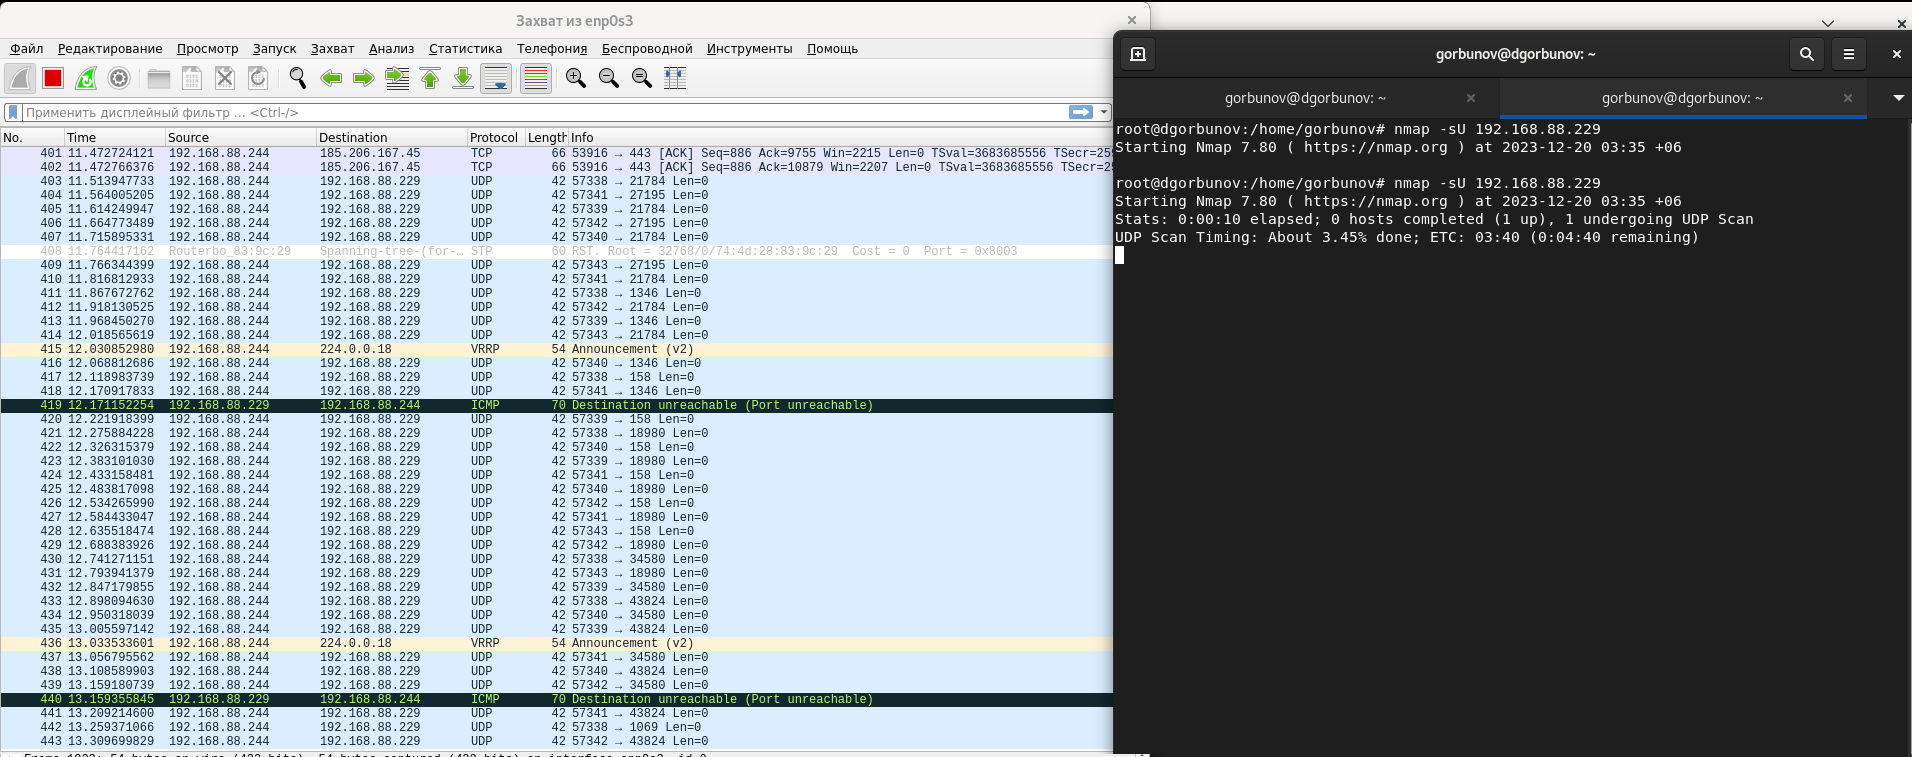 Захват из enp0s3
Файл Редактирование Просмотр Запуск Захват Анализ Статистика Телефония Беспроводной Инструменты Помощь
Применить дисплейный фильтр ... <Ctrl-/>
No. Time Source Destination Protocol Length Info
401 11.472724121 192.168.88.244 185.206.167.45 TCP 66 53916 → 443 [ACK] Seq=886 Ack=9755 Win=2215 Len=0 TSval=3683685556 TSecr=25
402 11.472766376 192.168.88.244 185.206.167.45 TCP 66 53916 → 443 [ACK] Seq=886 Ack=10879 Win=2207 Len=0 TSval=3683685556 TSecr=2
403 11.513947733 192.168.88.244 192.168.88.229 UDP 42 57338 → 21784 Len=0
404 11.564005205 192.168.88.244 192.168.88.229 UDP 42 57341 → 27195 Len=0
405 11.614249947 192.168.88.244 192.168.88.229 UDP 42 57339 → 21784 Len=0
406 11.664773489 192.168.88.244 192.168.88.229 UDP 42 57342 → 27195 Len=0
407 11.715895331 192.168.88.244 192.168.88.229 UDP 42 57340 → 21784 Len=0
408 11.764417162 Routerbo_83:9c:29 Spanning-tree-(for-… STP 60 RST. Root = 32768/0/74:4d:28:83:9c:29 Cost = 0 Port = 0x8003
409 11.766344399 192.168.88.244 192.168.88.229 UDP 42 57343 → 27195 Len=0
410 11.816812933 192.168.88.244 192.168.88.229 UDP 42 57341 → 21784 Len=0
411 11.867672762 192.168.88.244 192.168.88.229 UDP 42 57338 → 1346 Len=0
412 11.918130525 192.168.88.244 192.168.88.229 UDP 42 57342 → 21784 Len=0
413 11.968450270 192.168.88.244 192.168.88.229 UDP 42 57339 → 1346 Len=0
414 12.018565619 192.168.88.244 192.168.88.229 UDP 42 57343 → 21784 Len=0
415 12.030852980 192.168.88.244 224.0.0.18 VRRP 54 Announcement (v2)
416 12.068812686 192.168.88.244 192.168.88.229 UDP 42 57340 → 1346 Len=0
417 12.118983739 192.168.88.244 192.168.88.229 UDP 42 57338 → 158 Len=0
418 12.170917833 192.168.88.244 192.168.88.229 UDP 42 57341 → 1346 Len=0
419 12.171152254 192.168.88.229 192.168.88.244 ICMP 70 Destination unreachable (Port unreachable)
420 12.221918399 192.168.88.244 192.168.88.229 UDP 42 57339 → 158 Len=0
421 12.275884228 192.168.88.244 192.168.88.229 UDP 42 57338 → 18980 Len=0
422 12.326315379 192.168.88.244 192.168.88.229 UDP 42 57340 → 158 Len=0
423 12.383101030 192.168.88.244 192.168.88.229 UDP 42 57339 → 18980 Len=0
424 12.433158481 192.168.88.244 192.168.88.229 UDP 42 57341 → 158 Len=0
425 12.483817098 192.168.88.244 192.168.88.229 UDP 42 57340 → 18980 Len=0
426 12.534265990 192.168.88.244 192.168.88.229 UDP 42 57342 → 158 Len=0
427 12.584433047 192.168.88.244 192.168.88.229 UDP 42 57341 → 18980 Len=0
428 12.635518474 192.168.88.244 192.168.88.229 UDP 42 57343 → 158 Len=0
429 12.688383926 192.168.88.244 192.168.88.229 UDP 42 57342 → 18980 Len=0
430 12.741271151 192.168.88.244 192.168.88.229 UDP 42 57338 → 34580 Len=0
431 12.793941379 192.168.88.244 192.168.88.229 UDP 42 57343 → 18980 Len=0
432 12.847179855 192.168.88.244 192.168.88.229 UDP 42 57339 → 34580 Len=0
433 12.898094630 192.168.88.244 192.168.88.229 UDP 42 57338 → 43824 Len=0
434 12.950318039 192.168.88.244 192.168.88.229 UDP 42 57340 → 34580 Len=0
435 13.005597142 192.168.88.244 192.168.88.229 UDP 42 57339 → 43824 Len=0
436 13.033533601 192.168.88.244 224.0.0.18 VRRP 54 Announcement (v2)
437 13.056795562 192.168.88.244 192.168.88.229 UDP 42 57341 → 34580 Len=0
438 13.108589903 192.168.88.244 192.168.88.229 UDP 42 57340 → 43824 Len=0
439 13.159180739 192.168.88.244 192.168.88.229 UDP 42 57342 → 34580 Len=0
440 13.159355845 192.168.88.229 192.168.88.244 ICMP 70 Destination unreachable (Port unreachable)
441 13.209214600 192.168.88.244 192.168.88.229 UDP 42 57341 → 43824 Len=0
442 13.259371066 192.168.88.244 192.168.88.229 UDP 42 57338 → 1069 Len=0
443 13.309699829 192.168.88.244 192.168.88.229 UDP 42 57342 → 43824 Len=0
gorbunov@dgorbunov: ~
gorbunov@dgorbunov: ~ gorbunov@dgorbunov: ~
root@dgorbunov:/home/gorbunov# nmap -sU 192.168.88.229
Starting Nmap 7.80 ( https://nmap.org ) at 2023-12-20 03:35 +06
root@dgorbunov:/home/gorbunov# nmap -sU 192.168.88.229
Starting Nmap 7.80 ( https://nmap.org ) at 2023-12-20 03:35 +06
Stats: 0:00:10 elapsed; 0 hosts completed (1 up), 1 undergoing UDP Scan
UDP Scan Timing: About 3.45% done; ETC: 03:40 (0:04:40 remaining)